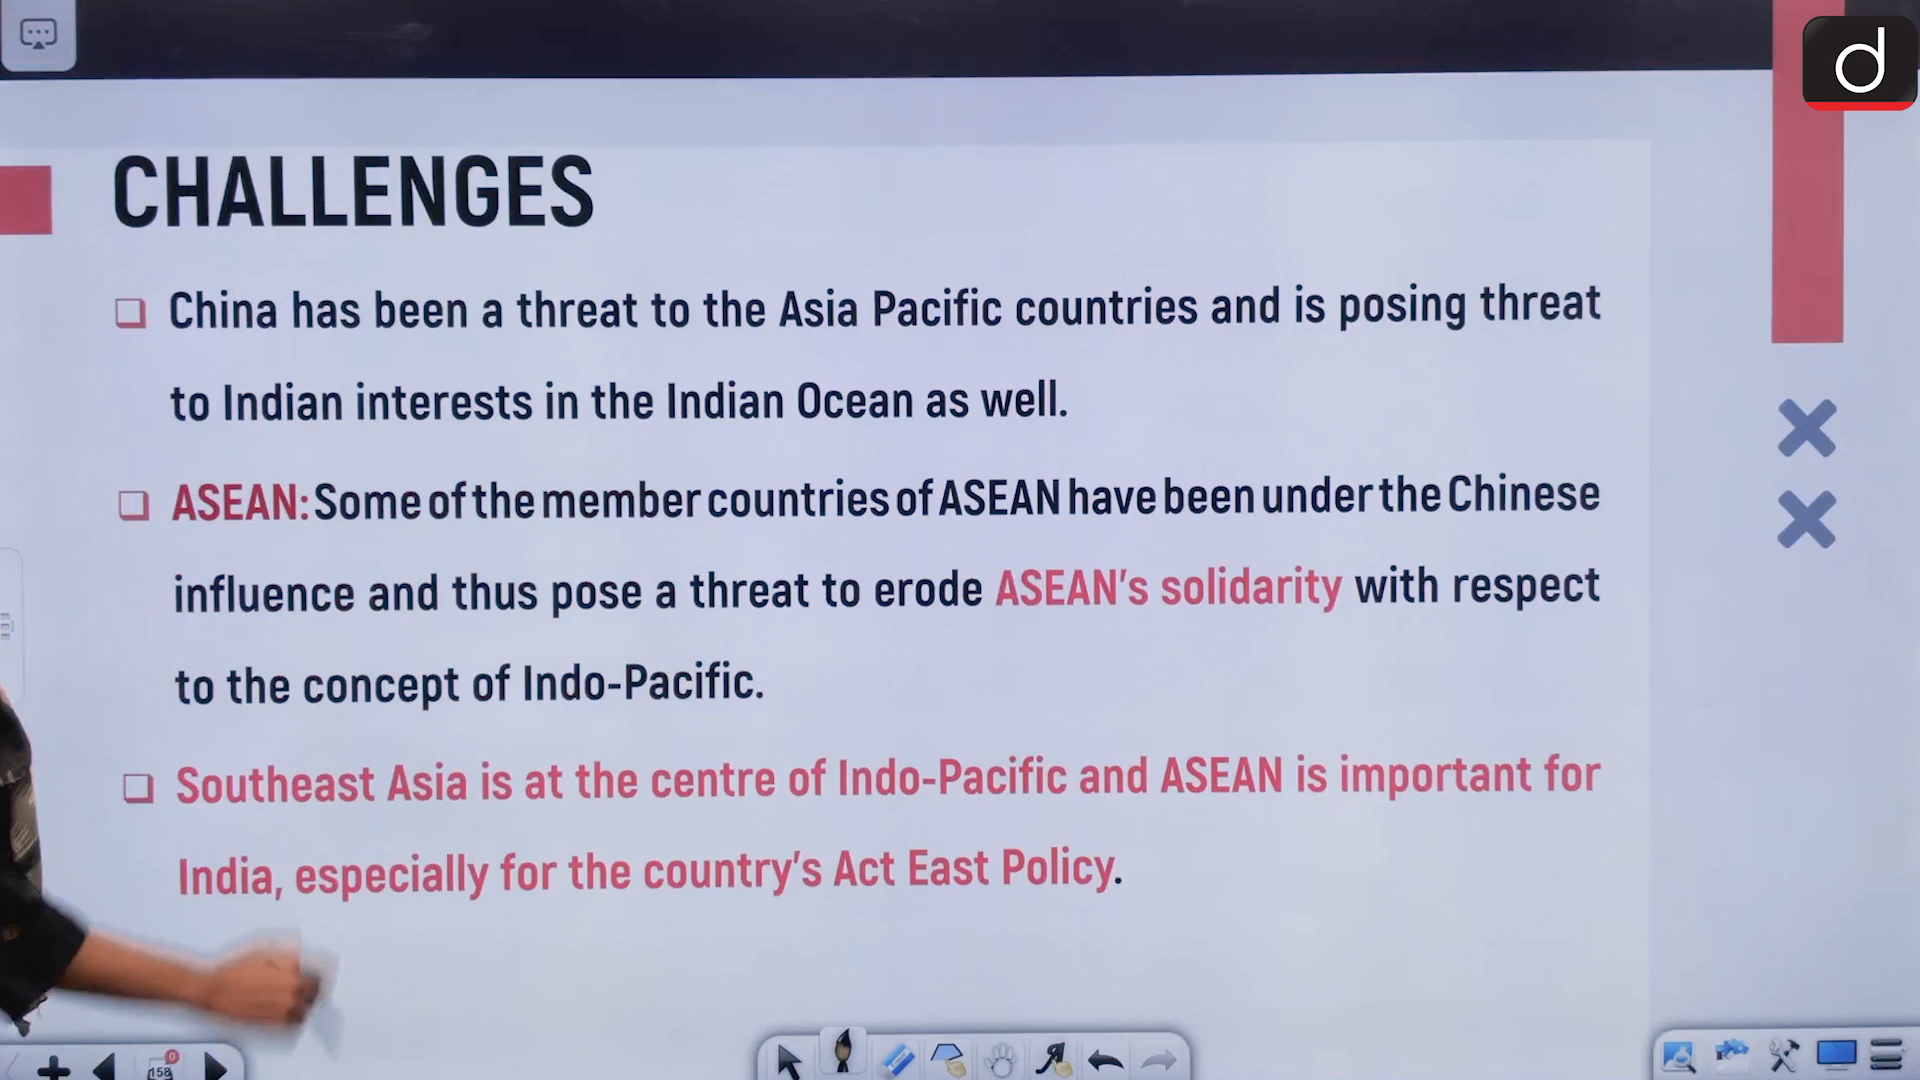 d
CHALLENGES
China has been a threat to the Asia Pacific countries and is posing threat
to Indian interests in the Indian Ocean as well.
ASEAN: Some of the member countries of ASEAN have been under the Chinese
influence and thus pose a threat to erode ASEAN's solidarity with respect
to the concept of Indo-Pacific.
Southeast Asia is at the centre of Indo-Pacific and ASEAN is important for
India, especially for the country's Act East Policy.
0
158